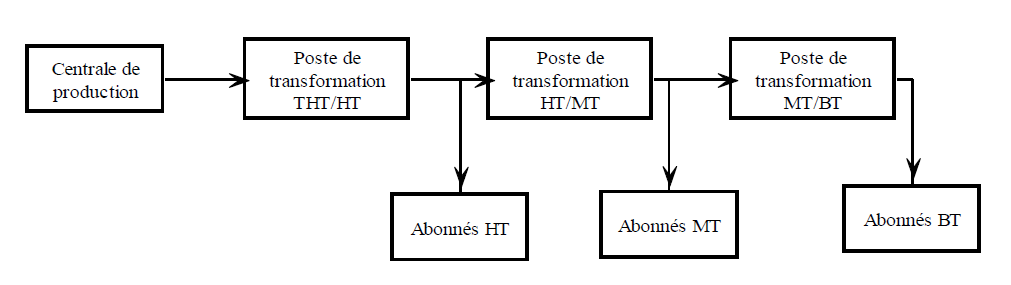 Centrale de
production
Poste de
transformation
THT/HT
Poste de
transformation
HT/MT
Poste de
transformation
MT/BT
Abonnés HT
Abonnés MT
Abonnés BT